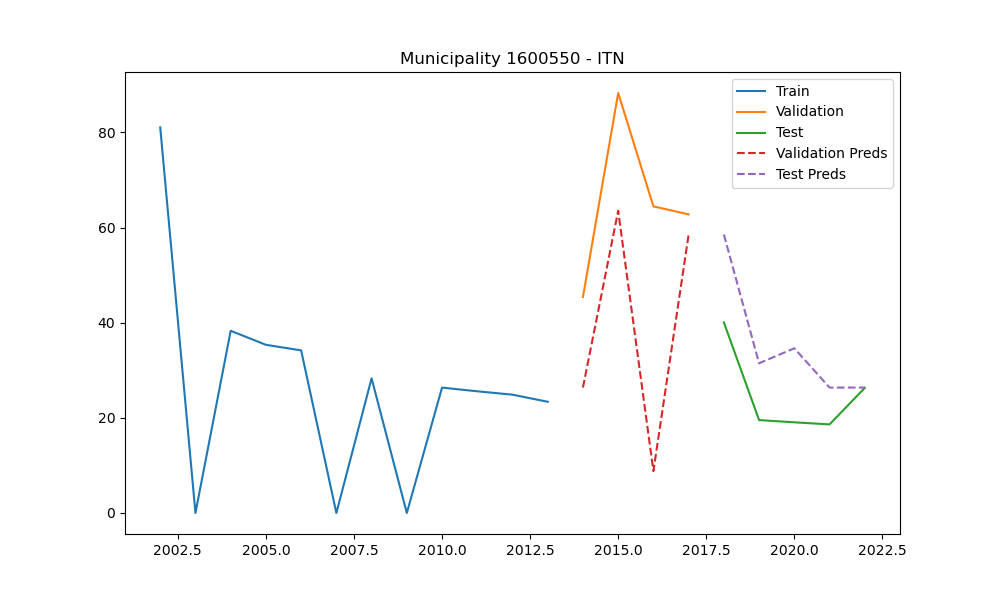 Municipality 1600550 - ITN
Train
Validation
Test
Validation Preds
Test Preds
80
60
40
20
0
2002.5 2005.0 2007.5 2010.0 2012.5 2015.0 2017.5 2020.0 2022.5